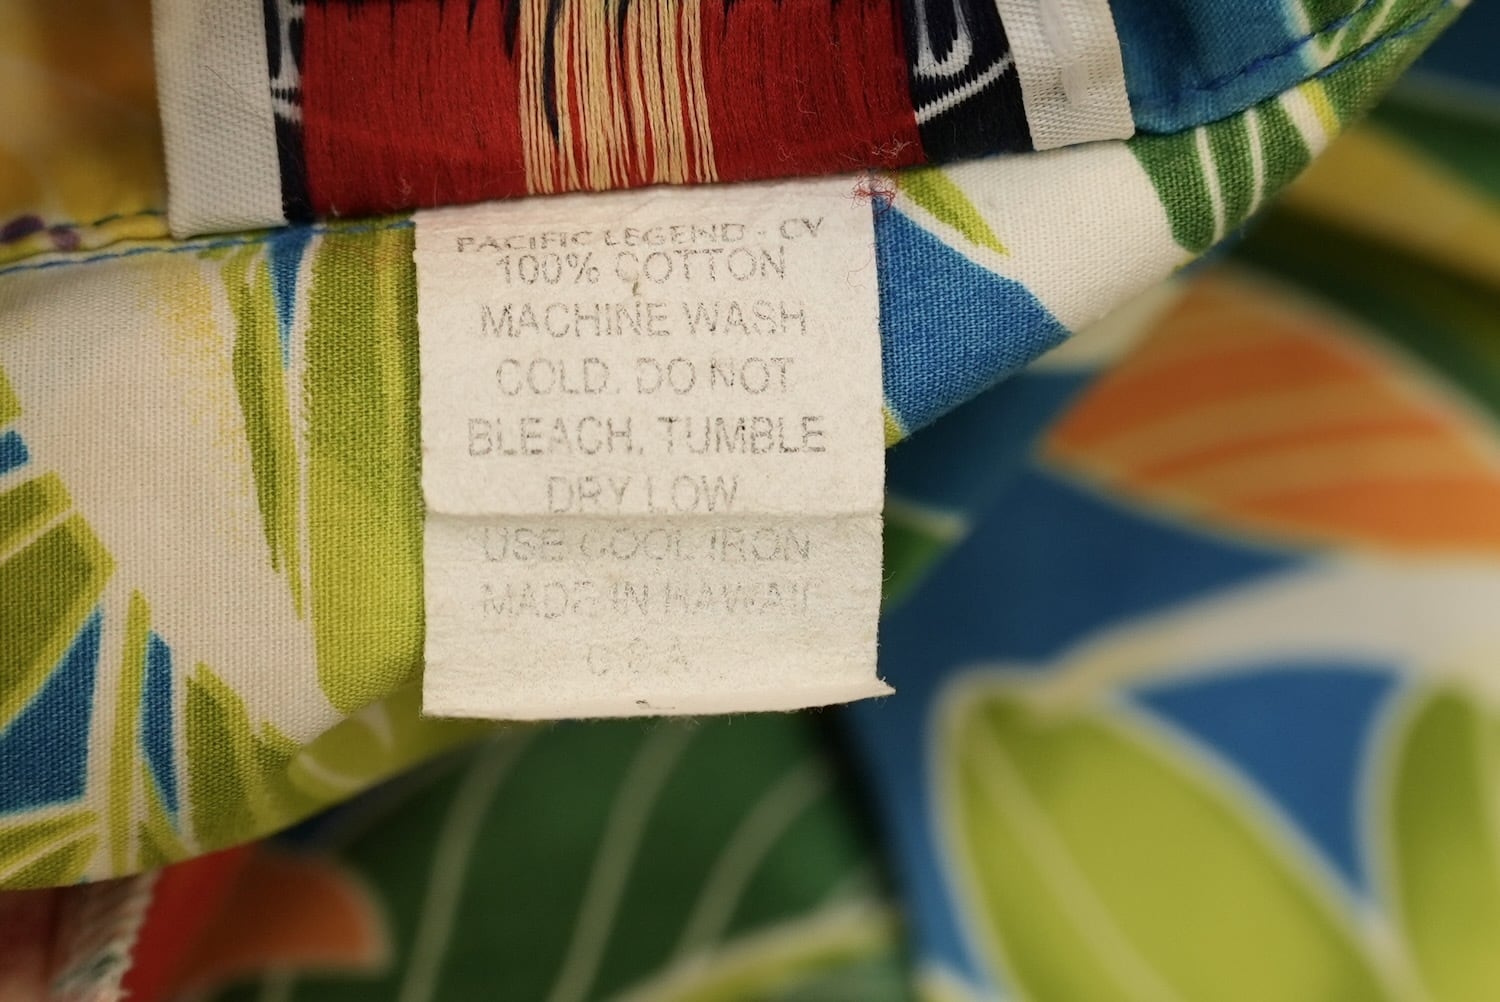 PACIFIC LEGEND - CY
100% COTTON
MACHINE WASH
COLD. DO NOT
BLEACH. TUMBLE
DRY LOW
USE COOL IRON
MADE IN HAWAII
U S A